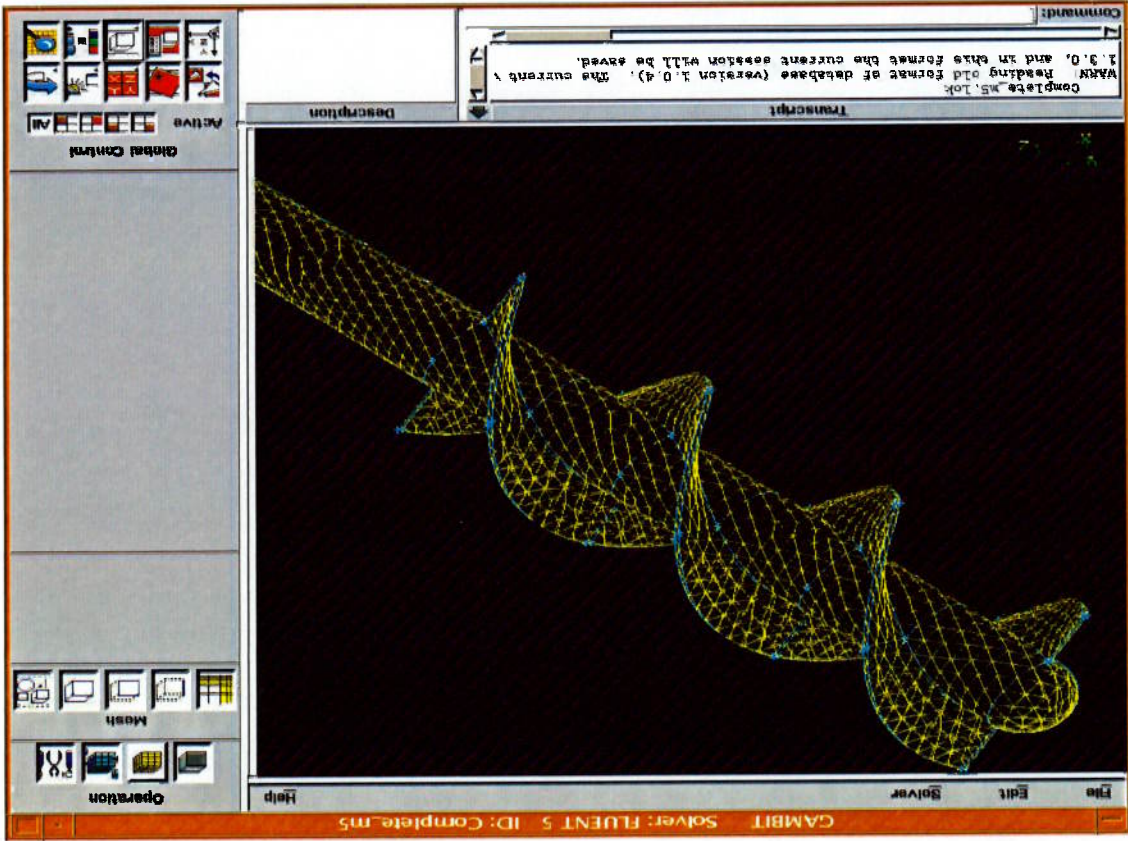 GAMBIT Solver: FLUENT 5 ID: Complete_m5
File Edit Solver Help
Operation
Mesh
Global Control
Active All
Transcript
Description
Complete_m5.lok
WARN: Reading old format of database (version 1.0.4). The current v
1.3.0, and in this format the current session will be saved.
Command: